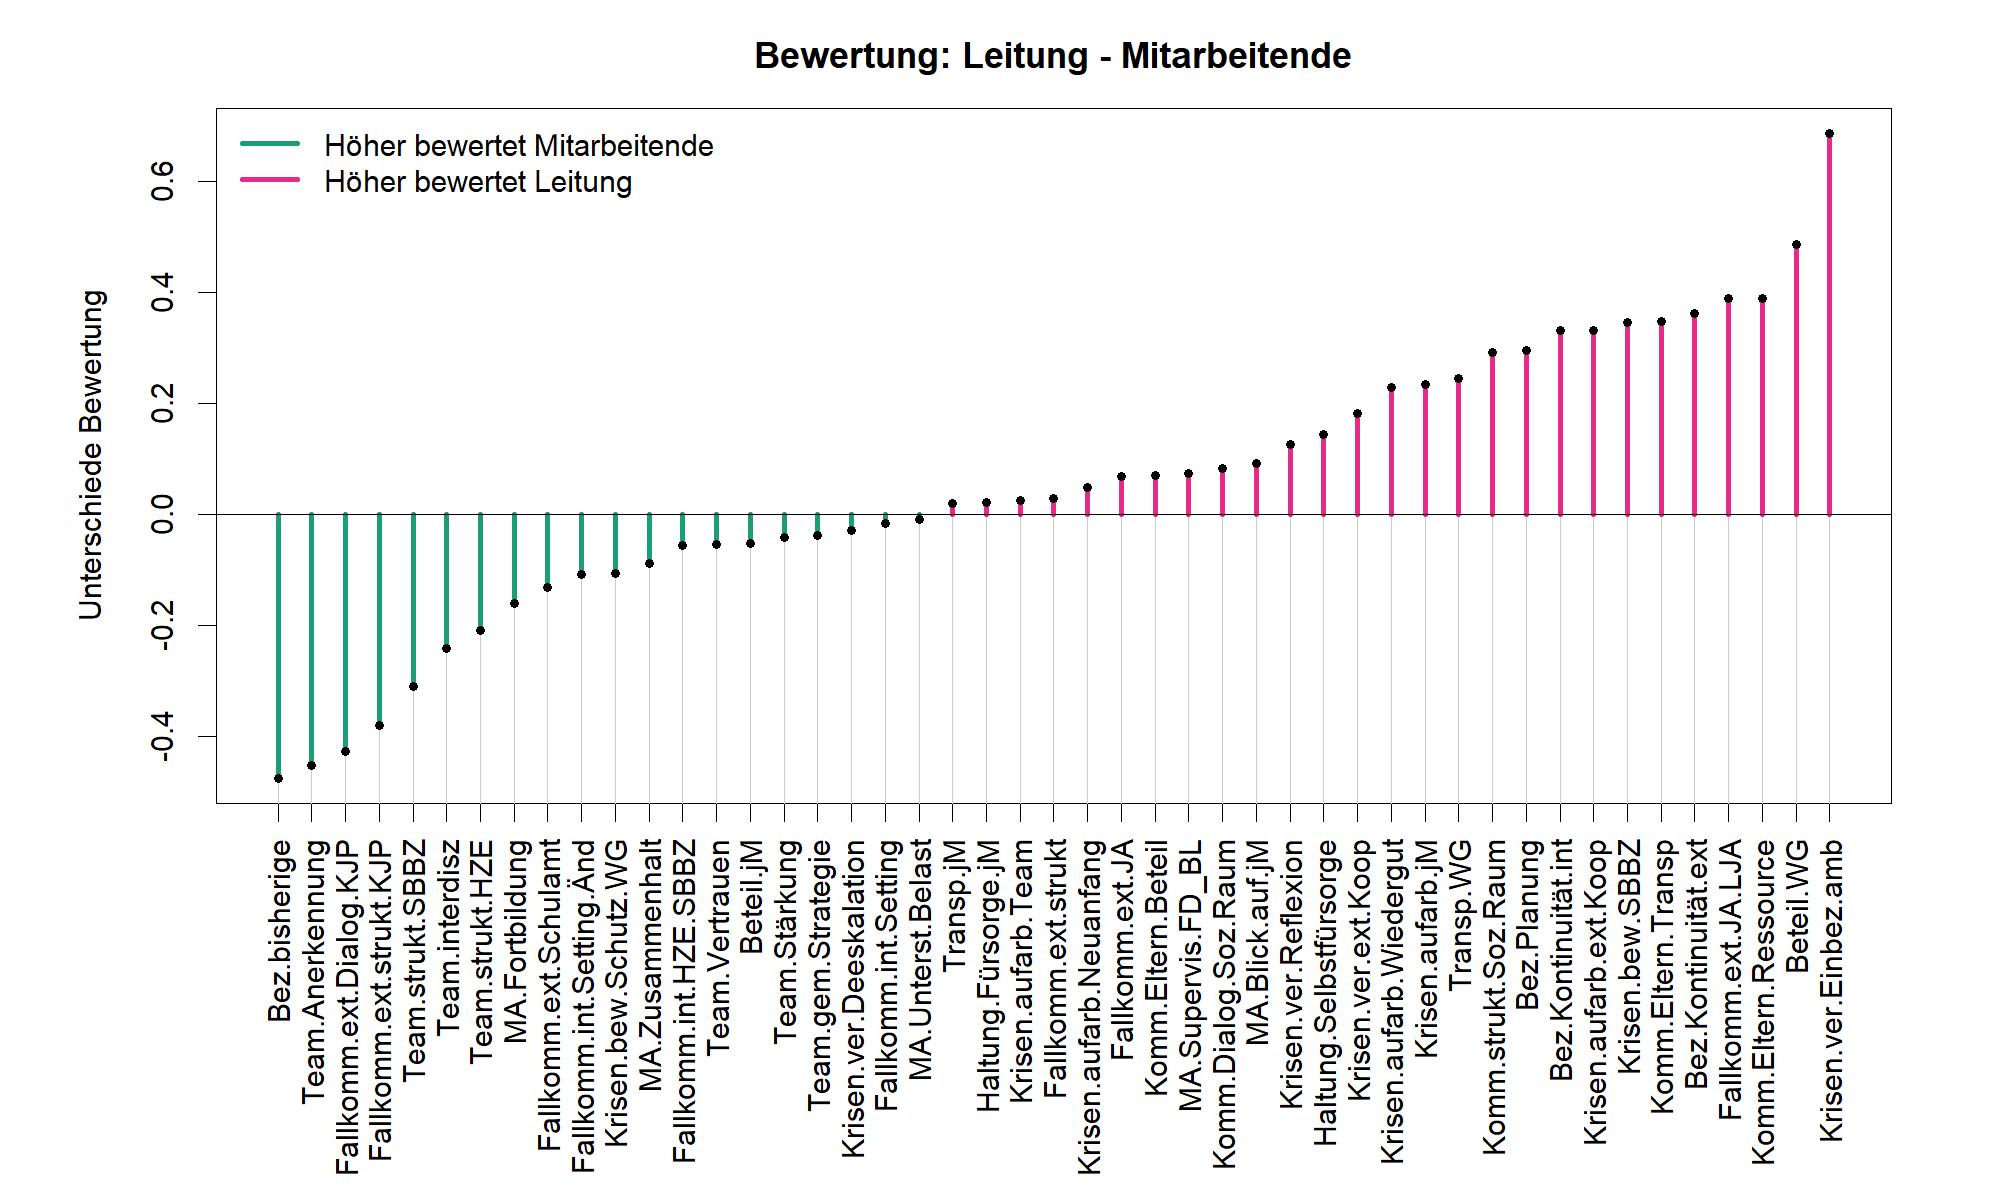 Bewertung: Leitung - Mitarbeitende
Höher bewertet Mitarbeitende
Höher bewertet Leitung
Unterschiede Bewertung
0.6
0.4
0.2
0.0
-0.2
-0.4
Bez.bisherige
Team.Anerkennung
Fallkomm.ext.Dialog.KJP
Fallkomm.ext.strukt.KJP
Team.strukt.SBBZ
Team.interdisz
Team.strukt.HZE
MA.Fortbildung
Fallkomm.ext.Schulamt
Fallkomm.int.Setting.Änd
Krisen.bew.Schutz.WG
MA.Zusammenhalt
Fallkomm.int.HZE.SBBZ
Team.Vertrauen
Beteil.jM
Team.Stärkung
Team.gem.Strategie
Krisen.ver.Deeskalation
Fallkomm.int.Setting
MA.Unterst.Belast
Transp.jM
Haltung.Fürsorge.jM
Krisen.aufarb.Team
Fallkomm.ext.strukt
Krisen.aufarb.Neuanfang
Fallkomm.ext.JA
Komm.Eltern.Beteil
MA.Supervis.FD_BL
Komm.Dialog.Soz.Raum
MA.Blick.auf.jM
Krisen.ver.Reflexion
Haltung.Selbstfürsorge
Krisen.ver.ext.Koop
Krisen.aufarb.Wiedergut
Krisen.aufarb.jM
Transp.WG
Komm.strukt.Soz.Raum
Bez.Planung
Bez.Kontinuität.int
Krisen.aufarb.ext.Koop
Krisen.bew.SBBZ
Komm.Eltern.Transp
Bez.Kontinuität.ext
Fallkomm.ext.JA.LJA
Komm.Eltern.Ressource
Beteil.WG
Krisen.ver.Einbez.amb